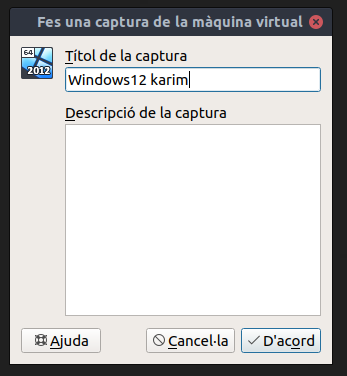 Fes una captura de la màquina virtual
64
2012
Títol de la captura
Windows12 karim
Descripció de la captura
Ajuda
Cancel·la
D'acord